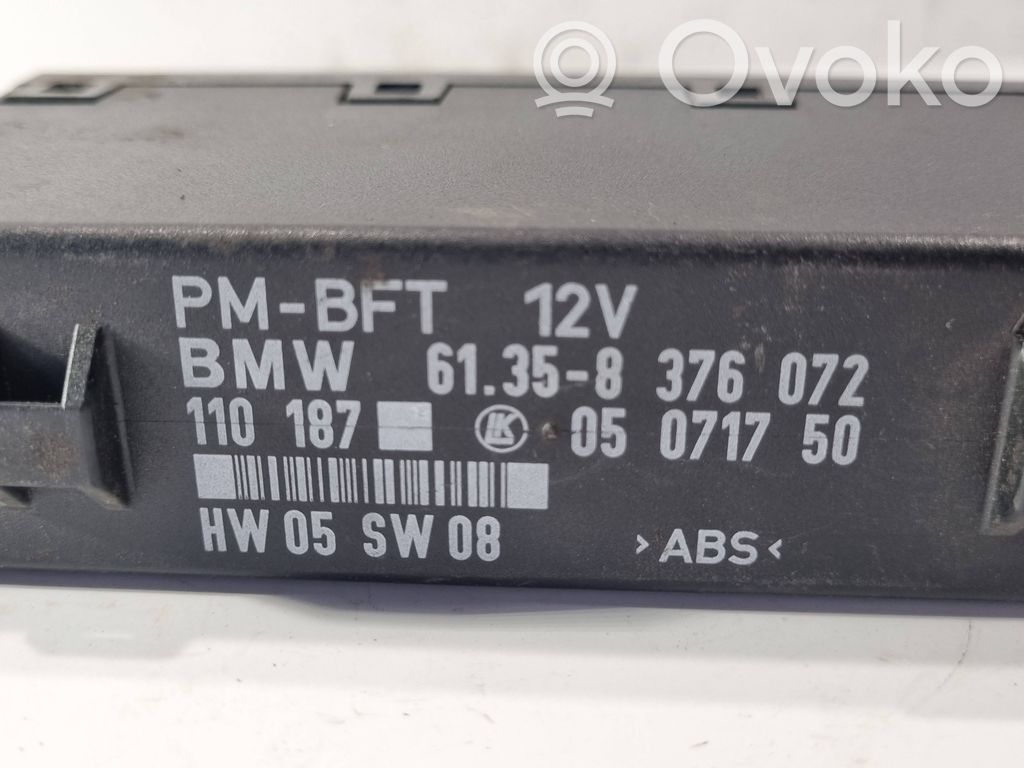 Ovoko
PM-BFT 12V
BMW 61.35-8 376 072
110 187 LK 05 0717 50
HW 05 SW 08 >ABS<